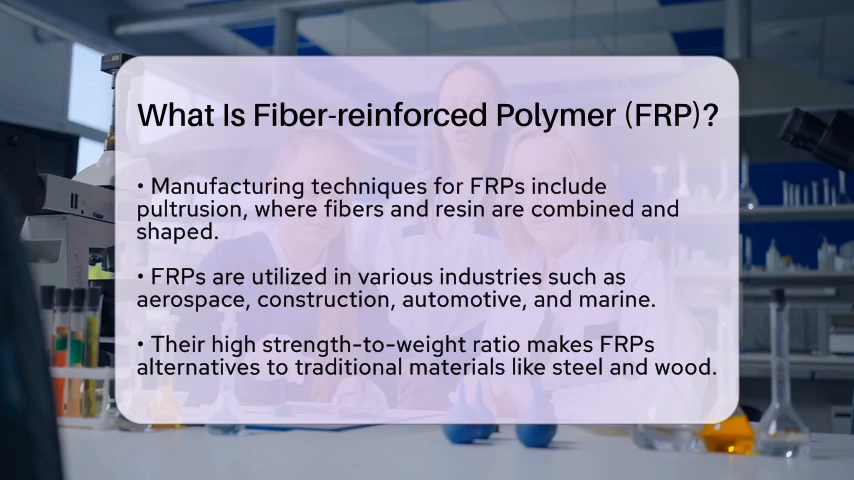 What Is Fiber-reinforced Polymer (FRP)?
• Manufacturing techniques for FRPs include
pultrusion, where fibers and resin are combined and
shaped.
• FRPs are utilized in various industries such as
aerospace, construction, automotive, and marine.
• Their high strength-to-weight ratio makes FRPs
alternatives to traditional materials like steel and wood.